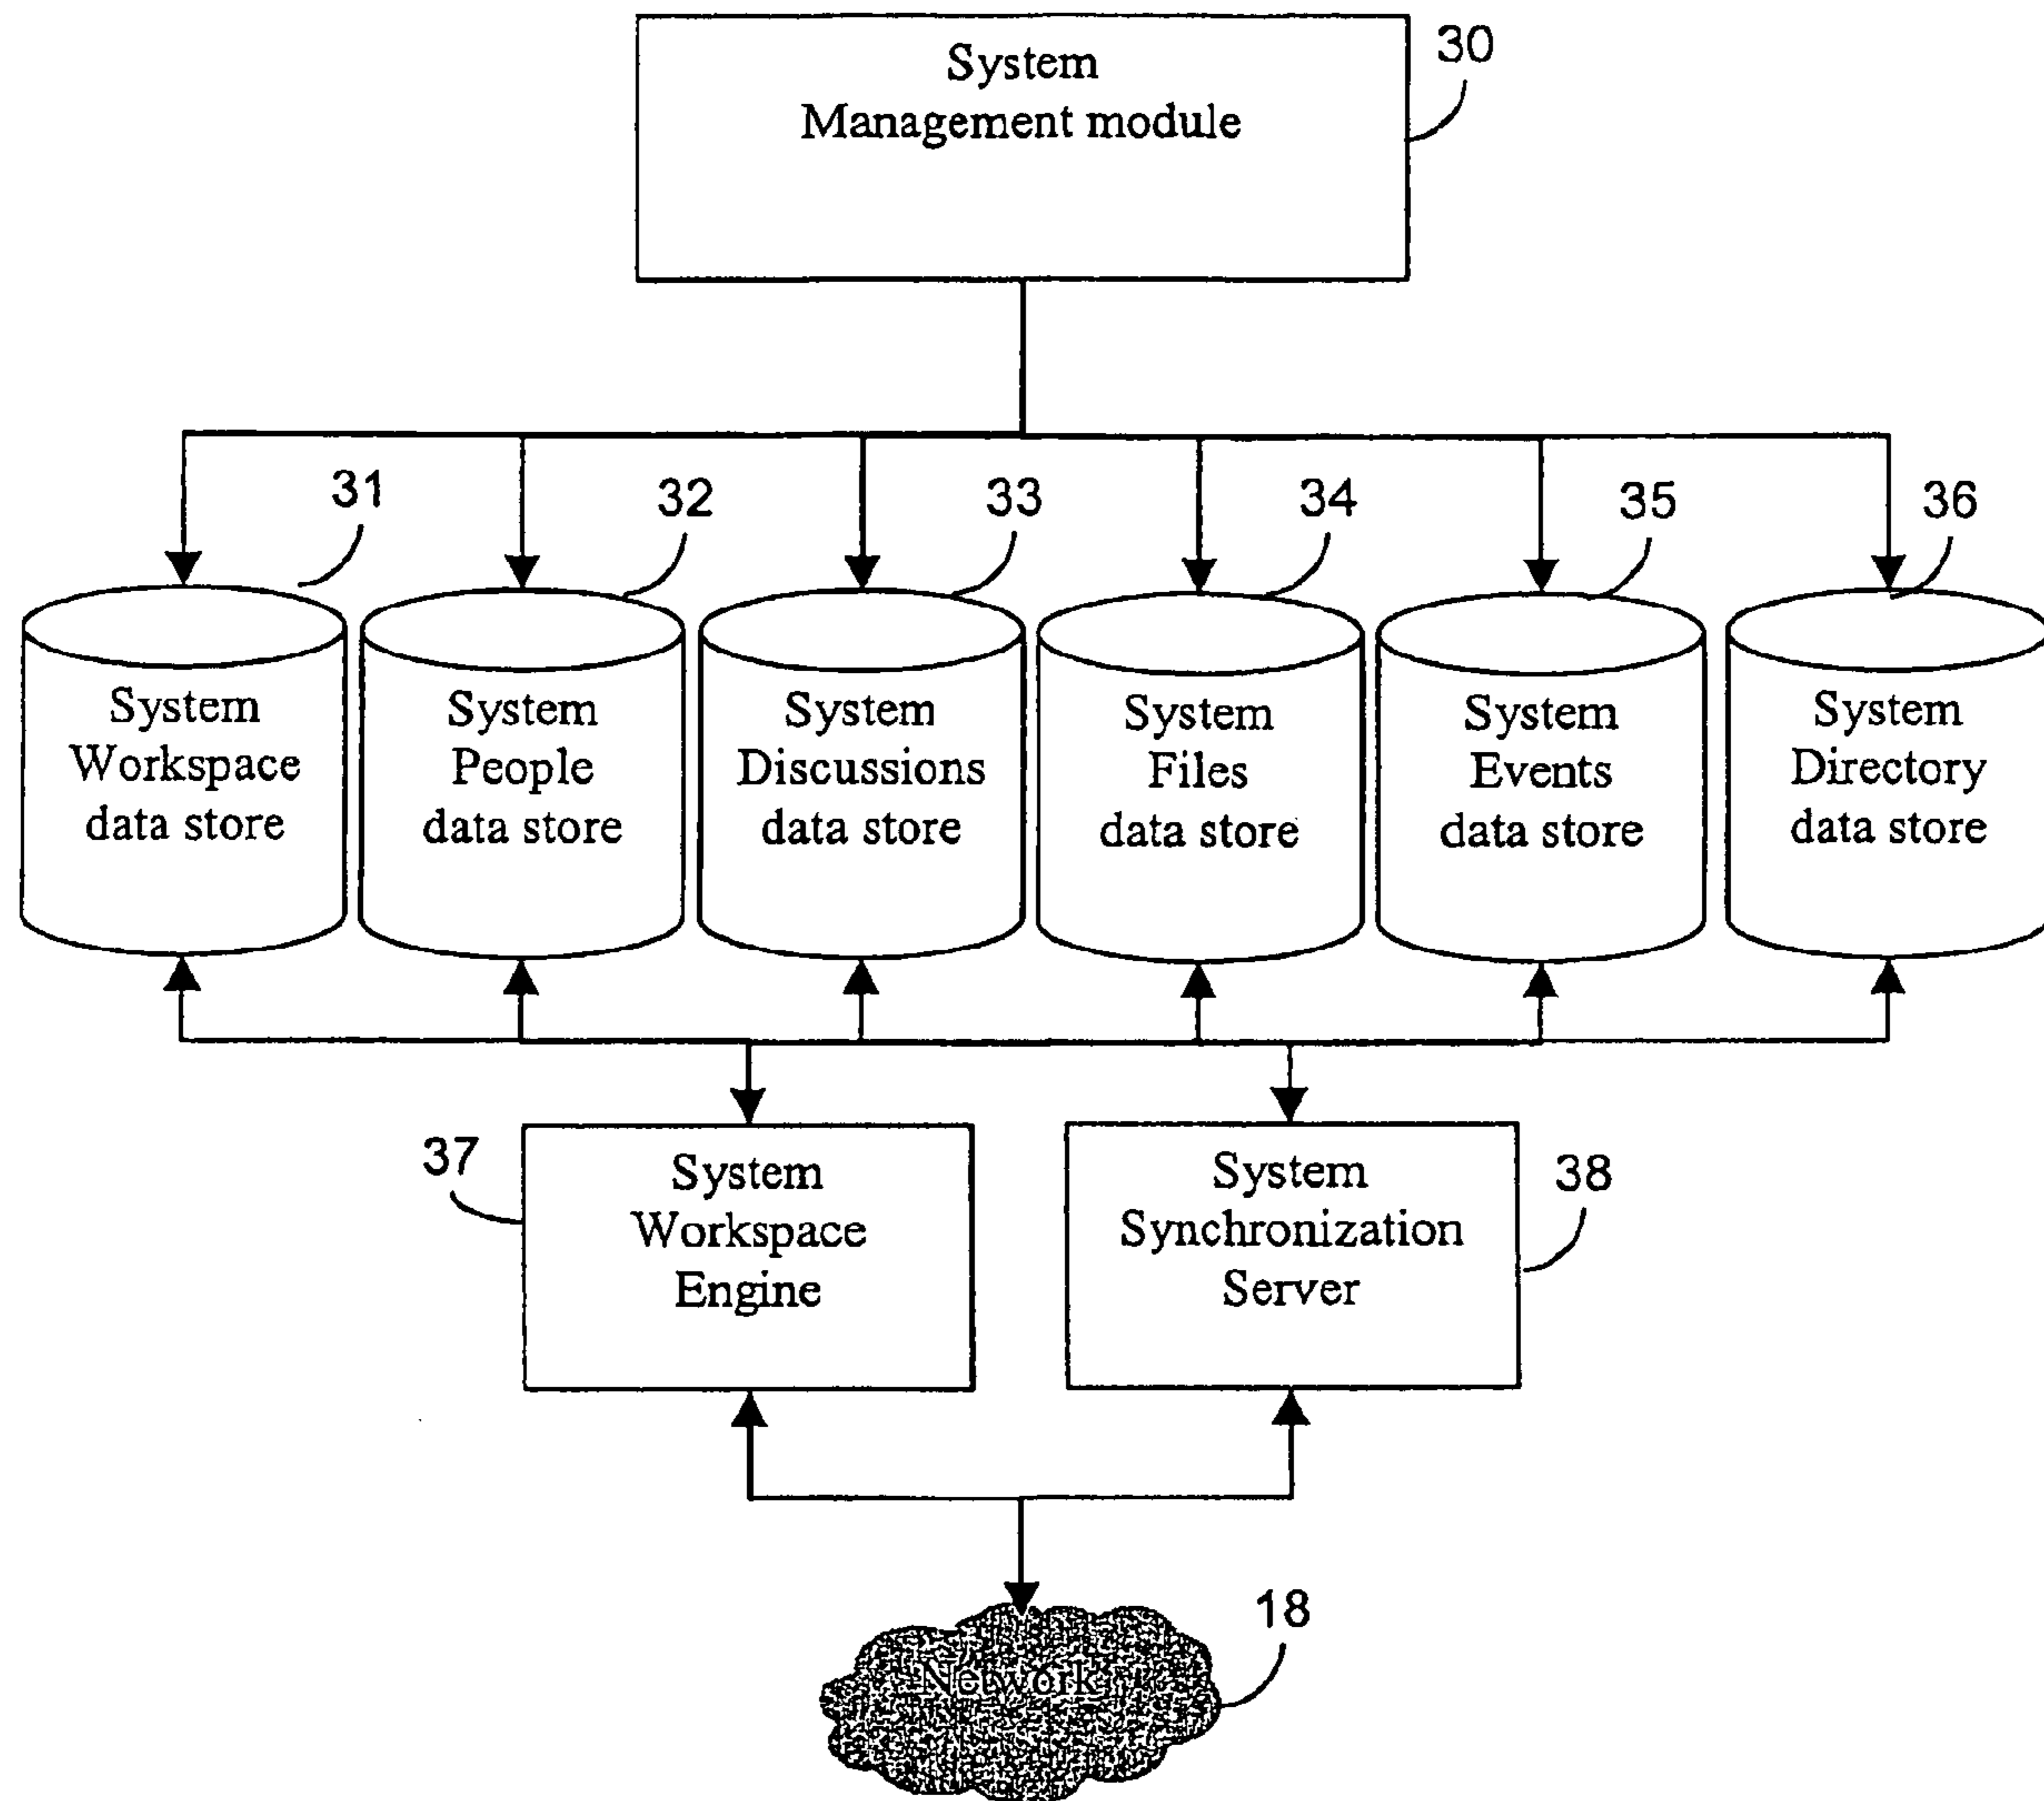 System
Management module
30
31
32
33
34
35
36
System
Workspace
data store
System
People
data store
System
Discussions
data store
System
Files
data store
System
Events
data store
System
Directory
data store
37
System
Workspace
Engine
System
Synchronization
Server
38
18
Network